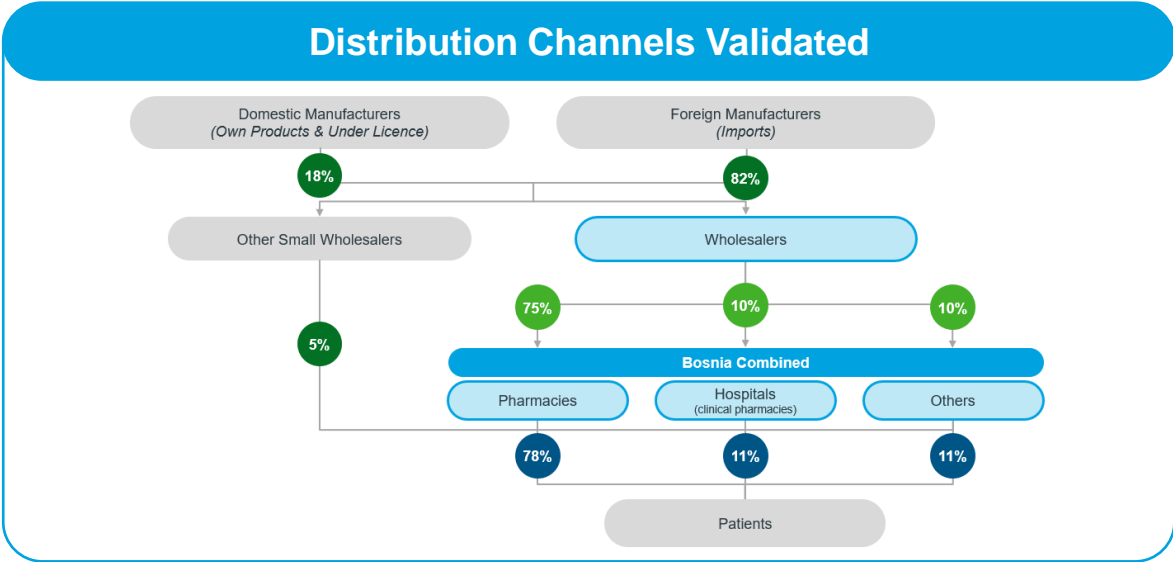 Distribution Channels Validated
Domestic Manufacturers
(Own Products & Under Licence)
Foreign Manufacturers
(Imports)
18%
82%
Other Small Wholesalers
Wholesalers
75%
10%
10%
5%
Bosnia Combined
Pharmacies
Hospitals
(clinical pharmacies)
Others
78%
11%
11%
Patients